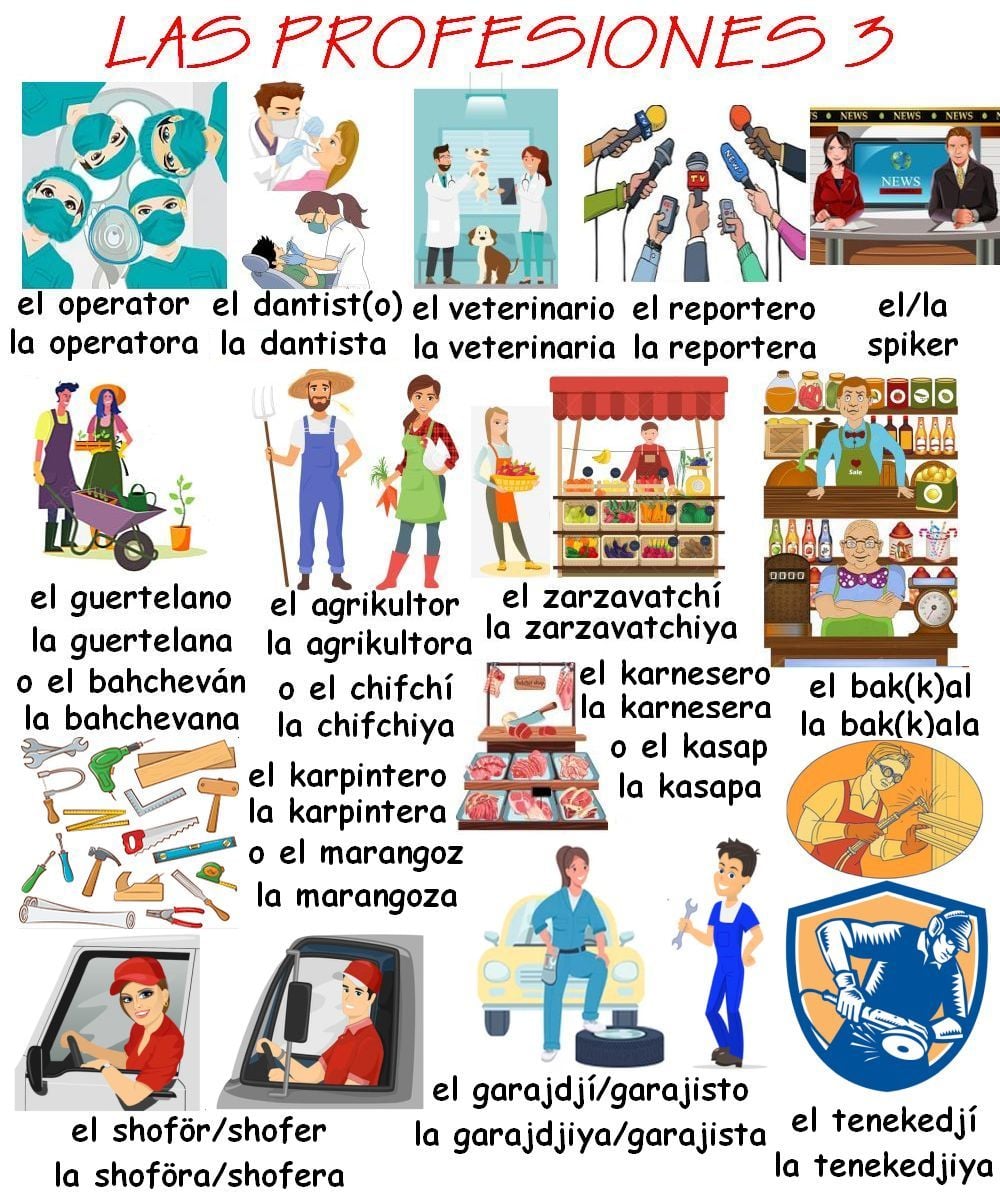 LAS PROFESIONES 3
NEWS NEWS NEWS
NEWS
TV
NEWS
el operator
la operatora
el dantist(o)
la dantista
el veterinario
la veterinaria
el reportero
la reportera
el/la
spiker
el guertelano
la guertelana
o el bahcheván
la bahchevana
el agrikultor
la agrikultora
o el chifchí
la chifchiya
el zarzavatchí
la zarzavatchiya
Sale
el bak(k)al
la bak(k)ala
el karnesero
la karnesera
o el kasap
la kasapa
el karpintero
la karpintera
o el marangoz
la marangoza
el shoför/shofer
la shoföra/shofera
el garajdjí/garajisto
la garajdjiya/garajista
el tenekedjí
la tenekedjiya